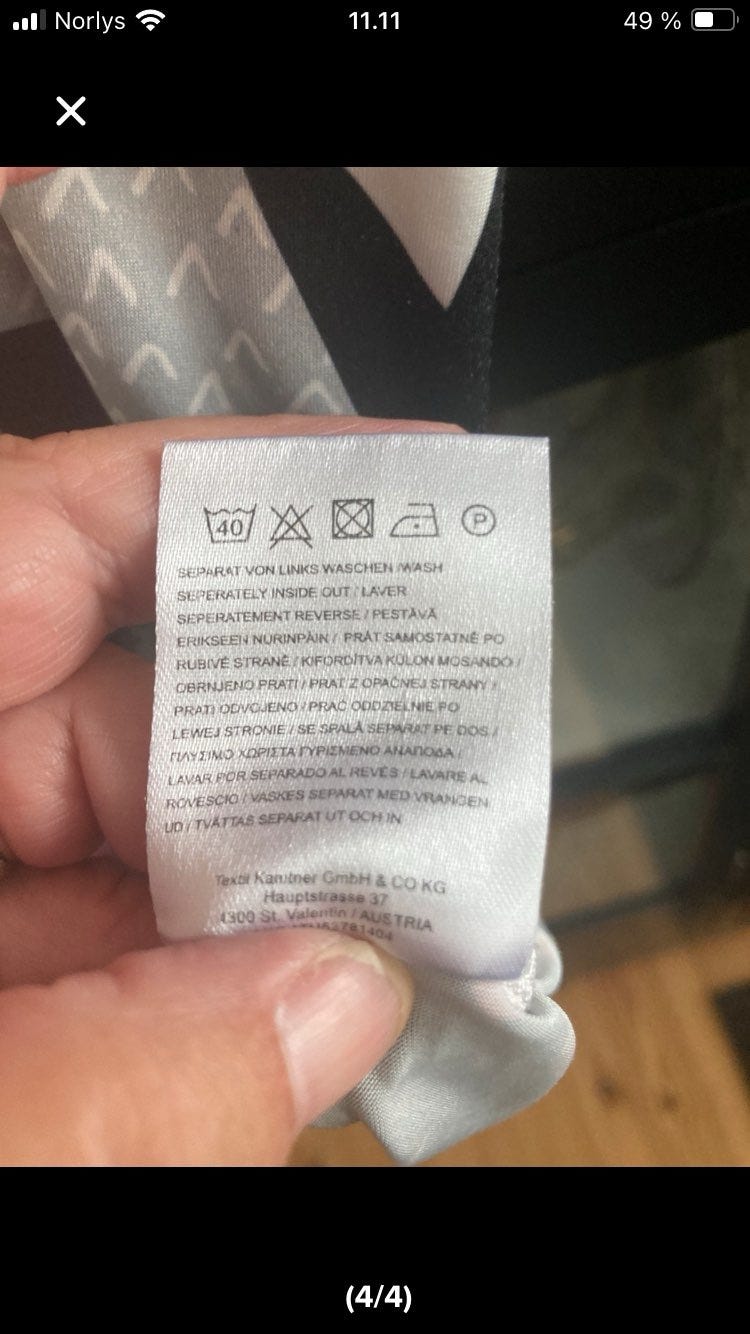 Norlys
11.11
49 %
40
P
SEPARAT VON LINKS WASCHEN /WASH
SEPERATELY INSIDE OUT / LAVER
SEPERATEMENT REVERSE / PESTÄVÄ
ERIKSEEN NURINPÄIN / PRÁT SAMOSTATNĚ PO
RUBIVÉ STRANĚ / KIFORDÍTVA KÜLÖN MOSANDÓ /
OBRNJENO PRATI / PRAT Z OPAČNEJ STRANY /
PRATI ODVOJENO / PRAĆ ODDZIELNIE PO
LEWEJ STRONIE / SE SPALĂ SEPARAT PE DOS /
ΠΛΥΣΙΜΟ ΧΩΡΙΣΤΑ ΓΥΡΙΣΜΕΝΟ ΑΝΑΠΟΔΑ /
LAVAR POR SEPARADO AL REVÉS / LAVARE AL
ROVESCIO / VASKES SEPARAT MED VRANGEN
UD / TVÄTTAS SEPARAT UT OCH IN
Textil GmbH & CO KG
Hauptstrasse 37
4300 St. Valentin / AUSTRIA
(4/4)